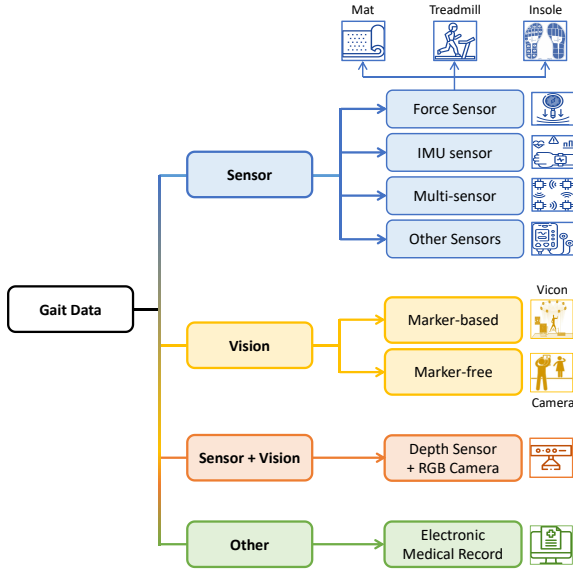 Mat
Treadmill
Insole
Force Sensor
IMU sensor
Sensor
Multi-sensor
Other Sensors
Gait Data
Vicon
Marker-based
Vision
Marker-free
Camera
Sensor + Vision
Depth Sensor
+ RGB Camera
Other
Electronic
Medical Record